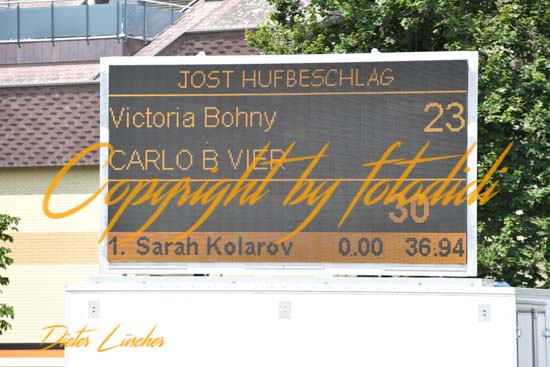 JOST HUFBESCHLAG
Victoria Bohny 23
CARLO B VIER
Copyright by fotodidi
30
1. Sarah Kolarov 0.00 36:94
Dieter Lüscher